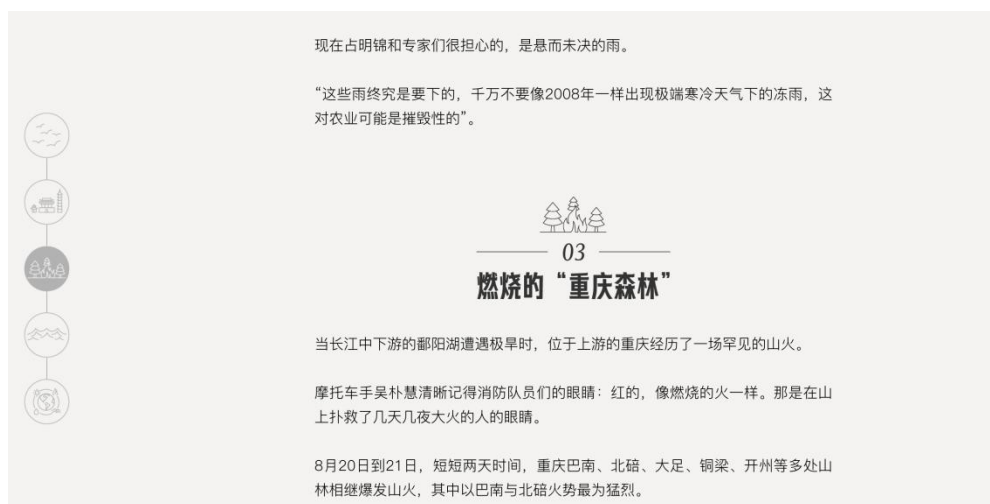 现在占明锦和专家们很担心的，是悬而未决的雨。
“这些雨终究是要下的，千万不要像2008年一样出现极端寒冷天气下的冻雨，这
对农业可能是摧毁性的”。
03
燃烧的“重庆森林”
当长江中下游的鄱阳湖遭遇极旱时，位于上游的重庆经历了一场罕见的山火。
摩托车手吴朴慧清晰记得消防队员们的眼睛：红的，像燃烧的火一样。那是在山
上扑救了几天几夜大火的人的眼睛。
8月20日到21日，短短两天时间，重庆巴南、北碚、大足、铜梁、开州等多处山
林相继爆发山火，其中以巴南与北碚火势最为猛烈。